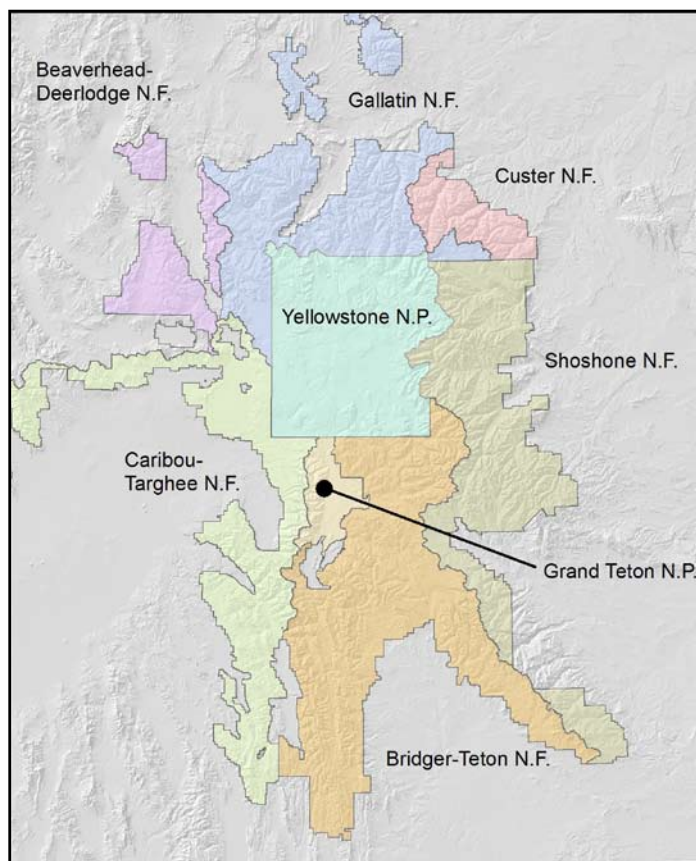 Beaverhead-
Deerlodge N.F.
Gallatin N.F.
Custer N.F.
Yellowstone N.P.
Shoshone N.F.
Caribou-
Targhee N.F.
Grand Teton N.P.
Bridger-Teton N.F.